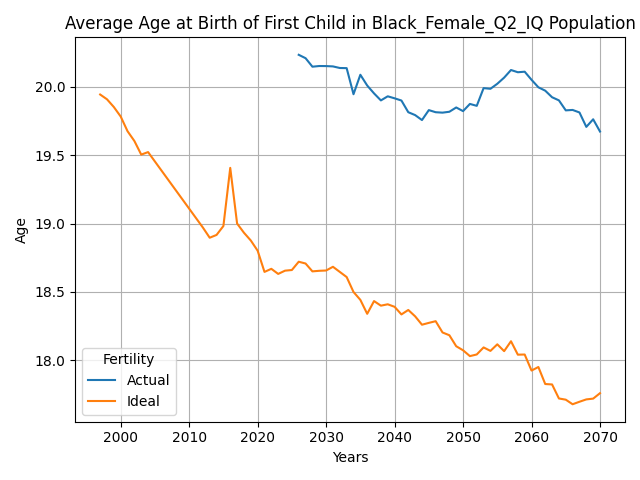 Average Age at Birth of First Child in Black_Female_Q2_IQ Population
Age
20.0
19.5
19.0
18.5
18.0
Fertility
Actual
Ideal
2000 2010 2020 2030 2040 2050 2060 2070
Years